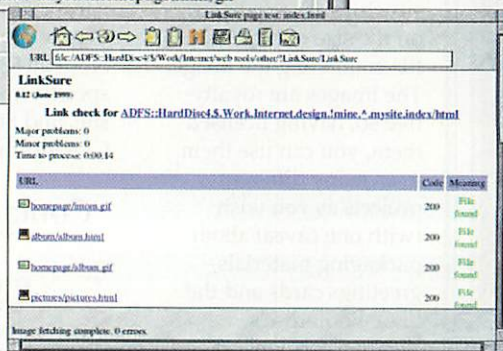 LinkSure page test: index.html
URL file:/ADFS::HardDisc4/$/Work/Internet/web tools/other/!LinkSure/LinkSure
LinkSure
0.12 (June 1999)
Link check for ADFS::HardDisc4.$.Work.Internet.design.!mine.^.mysite.index/html
Major problems: 0
Minor problems: 0
Time to process: 0:00.14
URL Code Meaning
homepage/ 200 File found
album/album.html 200 File found
homepage/album.gif 200 File found
pictures/pictures.html 200 File found
Image fetching complete. 0 errors.